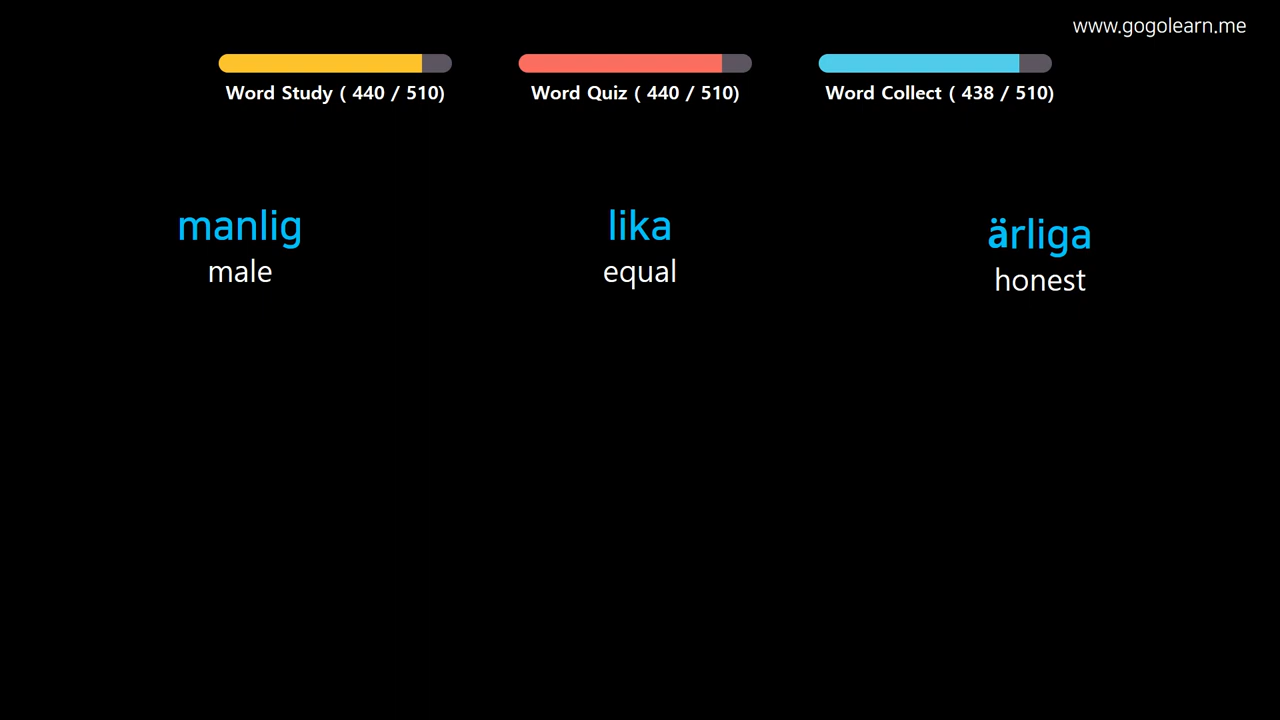 www.gogolearn.me
Word Study ( 440 / 510)
Word Quiz ( 440 / 510)
Word Collect ( 438 / 510)
manlig
male
lika
equal
ärliga
honest